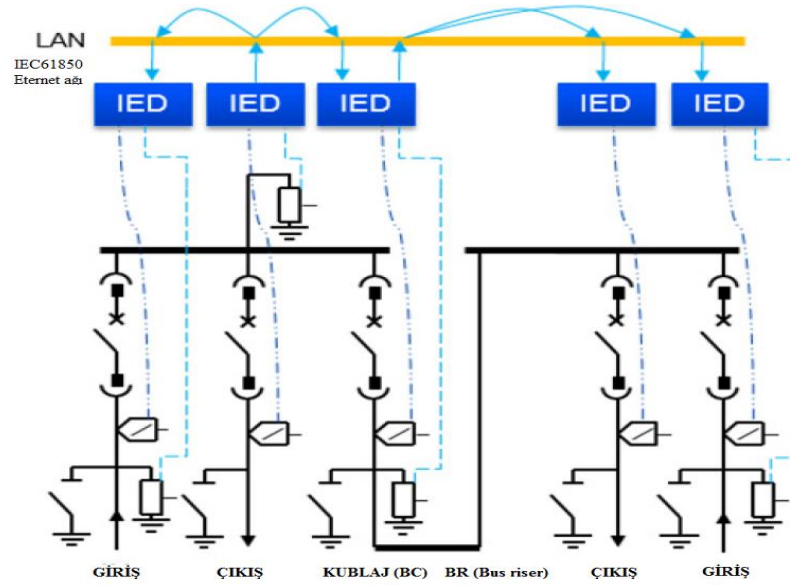 LAN
IEC61850
Eternet ağı
IED IED IED IED IED
GİRİŞ ÇIKIŞ KUBLAJ (BC) BR (Bus riser) ÇIKIŞ GİRİŞ